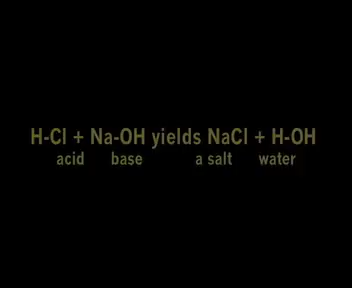 H-Cl + Na-OH yields NaCl + H-OH
acid base a salt water